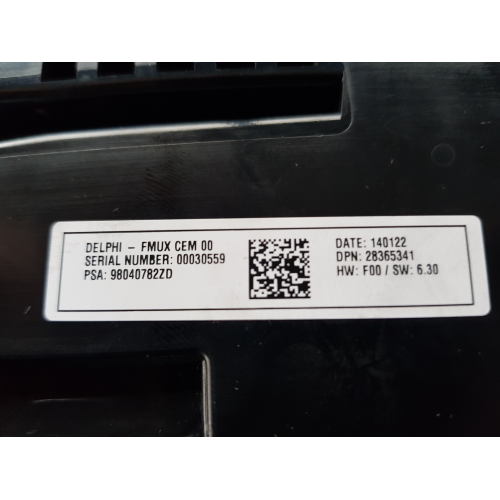 DELPHI - FMUX CEM 00
SERIAL NUMBER: 00030559
PSA: 98040782ZD
DATE: 140122
DPN: 28365341
HW: F00 / SW: 6.30